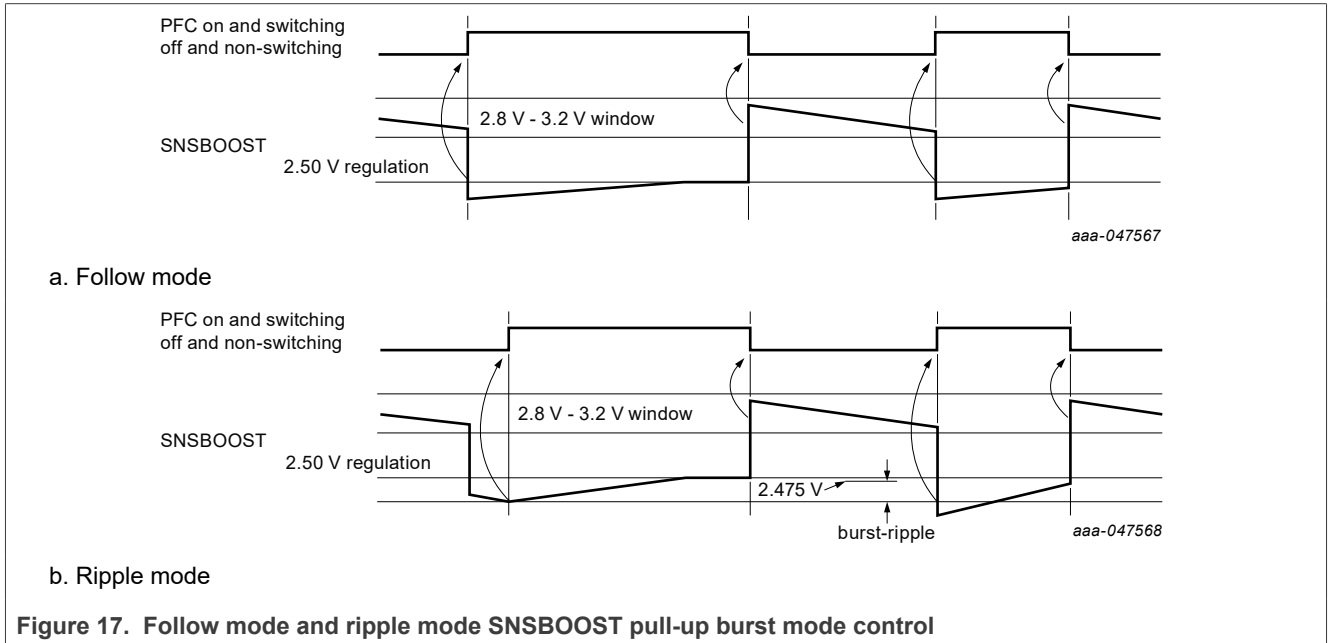 PFC on and switching
off and non-switching
2.8 V - 3.2 V window
SNSBOOST
2.50 V regulation
aaa-047567
a. Follow mode
PFC on and switching
off and non-switching
2.8 V - 3.2 V window
SNSBOOST
2.50 V regulation
2.475 V
burst-ripple
aaa-047568
b. Ripple mode
Figure 17. Follow mode and ripple mode SNSBOOST pull-up burst mode control